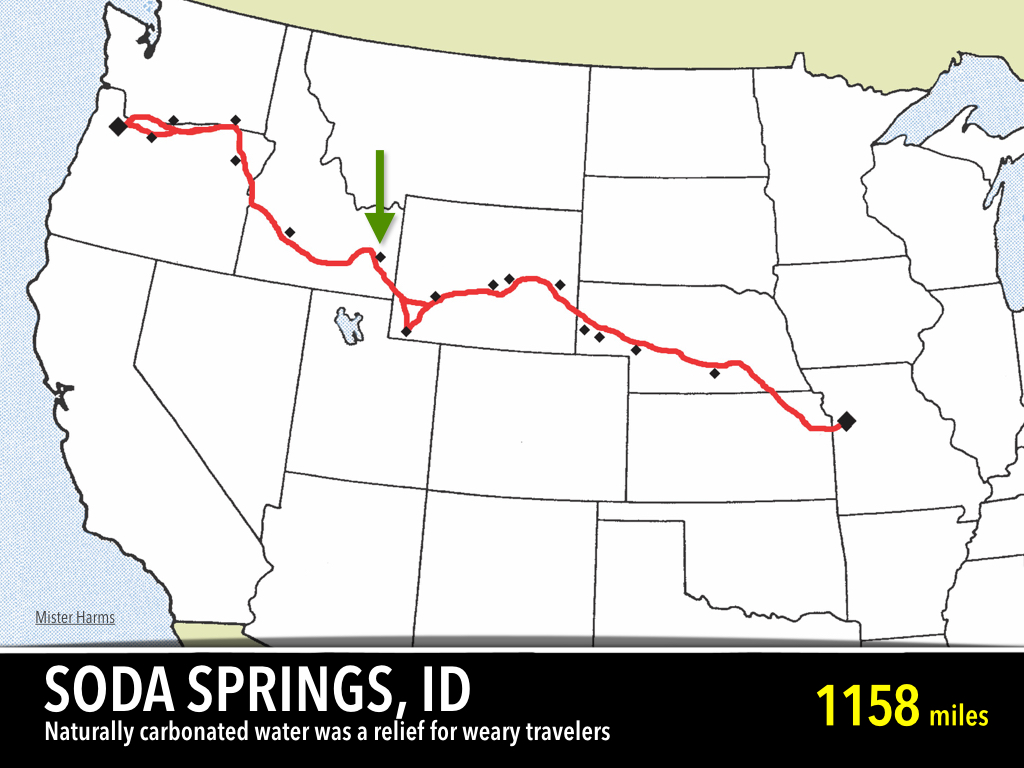 Mister Harms
SODA SPRINGS, ID
Naturally carbonated water was a relief for weary travelers
1158 miles